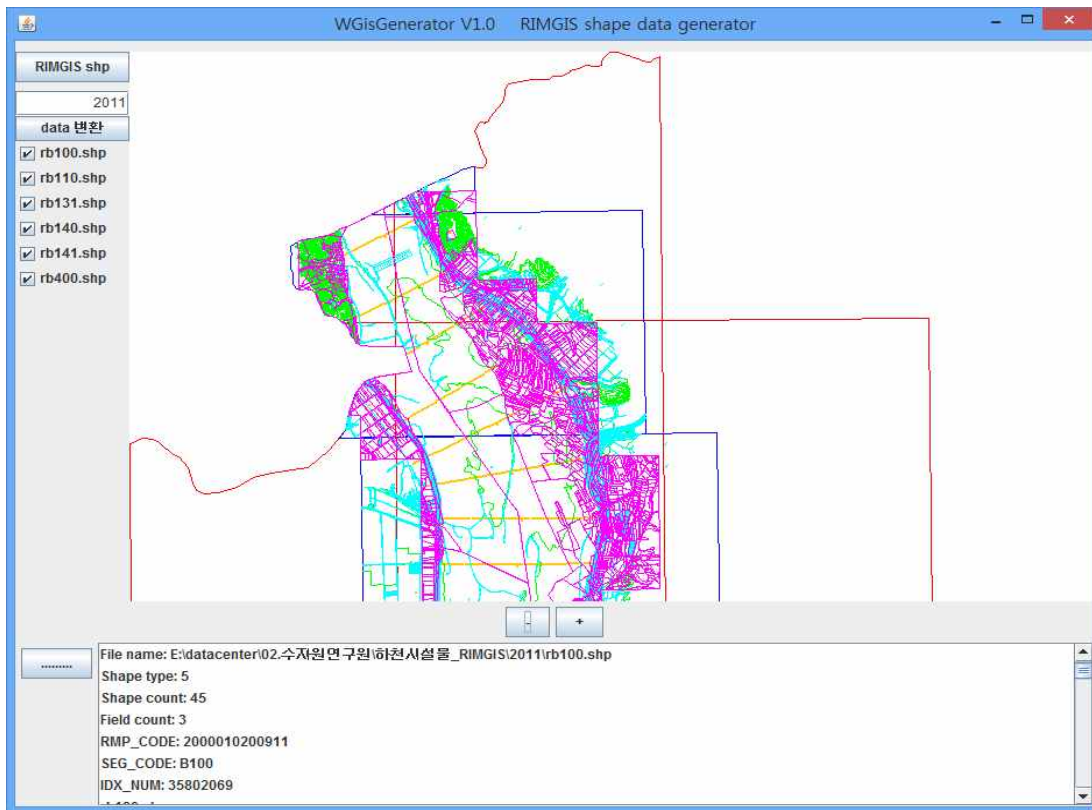 WGisGenerator V1.0 RIMGIS shape data generator
RIMGIS shp
2011
data 변환
rb100.shp
rb110.shp
rb131.shp
rb140.shp
rb141.shp
rb400.shp
-
+
.........
File name: E:\datacenter\02.수자원연구원\하천시설물_RIMGIS\2011\rb100.shp
Shape type: 5
Shape count: 45
Field count: 3
RMP_CODE: 2000010200911
SEG_CODE: B100
IDX_NUM: 35802069